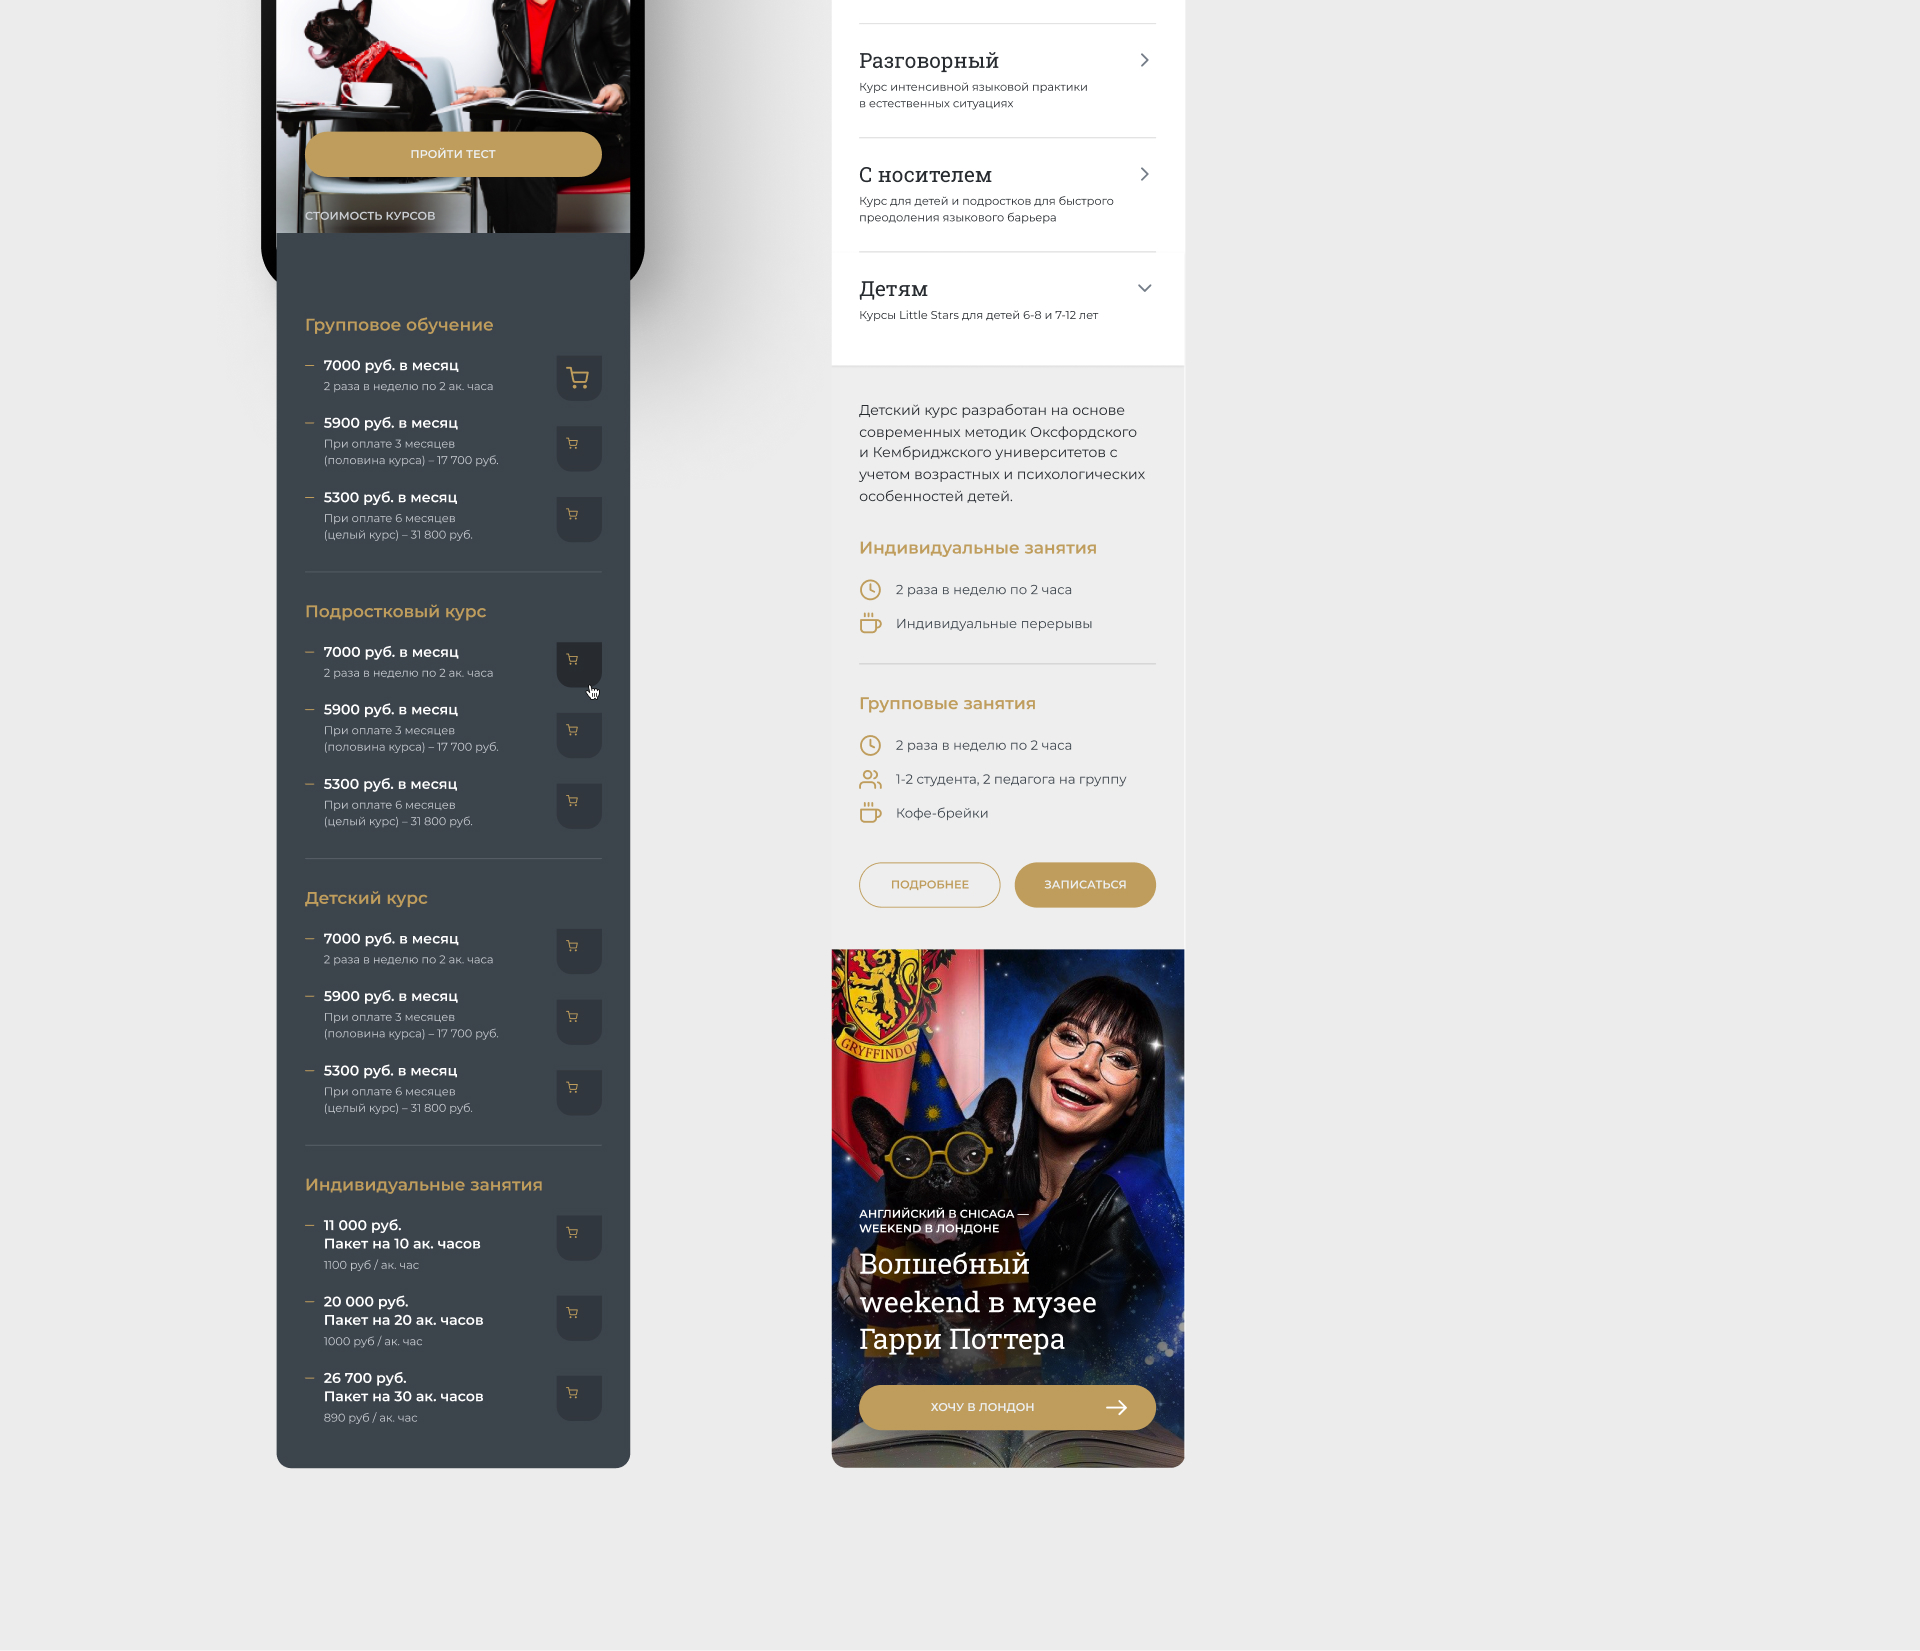 ПРОЙТИ ТЕСТ
СТОИМОСТЬ КУРСОВ
Групповое обучение
— 7000 руб. в месяц
2 раза в неделю по 2 ак. часа
— 5900 руб. в месяц
При оплате 3 месяцев
(половина курса) – 17 700 руб.
— 5300 руб. в месяц
При оплате 6 месяцев
(целый курс) – 31 800 руб.
Подростковый курс
— 7000 руб. в месяц
2 раза в неделю по 2 ак. часа
— 5900 руб. в месяц
При оплате 3 месяцев
(половина курса) – 17 700 руб.
— 5300 руб. в месяц
При оплате 6 месяцев
(целый курс) – 31 800 руб.
Детский курс
— 7000 руб. в месяц
2 раза в неделю по 2 ак. часа
— 5900 руб. в месяц
При оплате 3 месяцев
(половина курса) – 17 700 руб.
— 5300 руб. в месяц
При оплате 6 месяцев
(целый курс) – 31 800 руб.
Индивидуальные занятия
— 11 000 руб.
Пакет на 10 ак. часов
1100 руб / ак. час
— 20 000 руб.
Пакет на 20 ак. часов
1000 руб / ак. час
— 26 700 руб.
Пакет на 30 ак. часов
890 руб / ак. час
Разговорный
Курс интенсивной языковой практики
в естественных ситуациях
С носителем
Курс для детей и подростков для быстрого
преодоления языкового барьера
Детям
Курсы Little Stars для детей 6-8 и 7-12 лет
Детский курс разработан на основе
современных методик Оксфордского
и Кембриджского университетов с
учетом возрастных и психологических
особенностей детей.
Индивидуальные занятия
2 раза в неделю по 2 часа
Индивидуальные перерывы
Групповые занятия
2 раза в неделю по 2 часа
1-2 студента, 2 педагога на группу
Кофе-брейки
ПОДРОБНЕЕ
ЗАПИСАТЬСЯ
GRYFFINDOR
АНГЛИЙСКИЙ В CHICAGA —
WEEKEND В ЛОНДОНЕ
Волшебный
weekend в музее
Гарри Поттера
ХОЧУ В ЛОНДОН